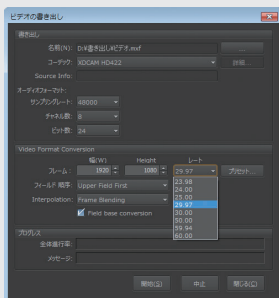 ビデオの書き出し
書き出し
名前(N): D:¥書き出し¥ビデオ.mxf ...
コーデック: XDCAM HD422 詳細...
Source Info:
オーディオフォーマット:
サンプリングレート: 48000
チャネル数: 8
ビット数: 24
Video Format Conversion
幅(W) Height レート
フレーム: 1920 1080 29.97 プリセット...
23.98
24.00
25.00
29.97
30.00
50.00
59.94
60.00
フィールド 順序: Upper Field First
Interpolation: Frame Blending
Field base conversion
プログレス
全体進行率:
メッセージ:
開始(S) 中止 閉じる(C)